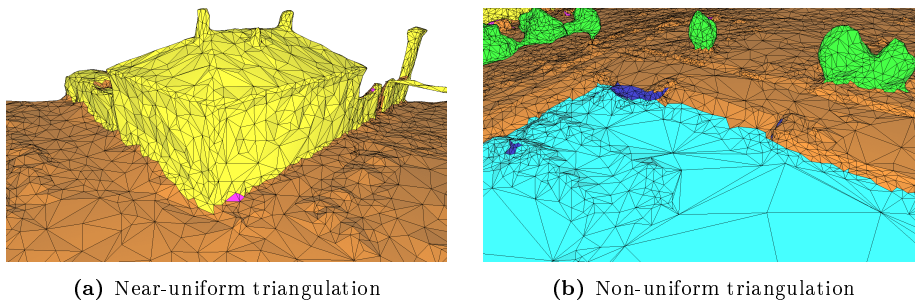 (a) Near-uniform triangulation
(b) Non-uniform triangulation